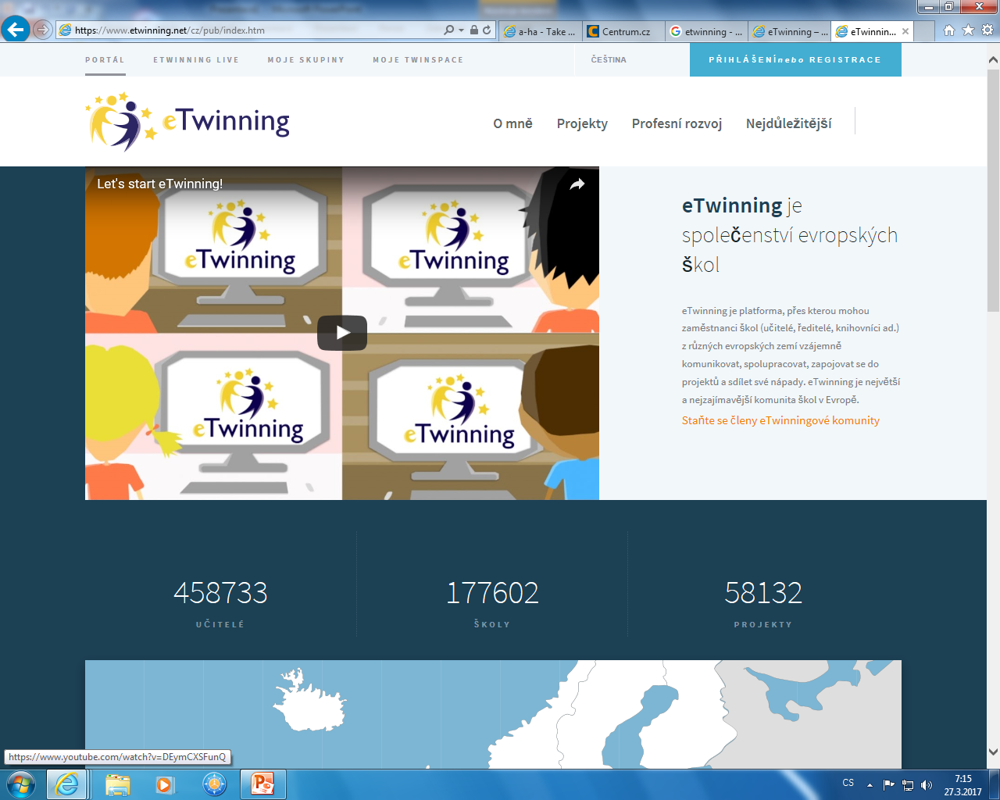 https://www.etwinning.net/cz/pub/index.htm
a-ha - Take ...
Centrum.cz
etwinning - ...
eTwinning – ...
eTwinnin...
PORTÁL
ETWINNING LIVE
MOJE SKUPINY
MOJE TWINSPACE
ČEŠTINA
PŘIHLÁŠENÍnebo REGISTRACE
eTwinning
O mně
Projekty
Profesní rozvoj
Nejdůležitější
Let's start eTwinning!
eTwinning
eTwinning
eTwinning
eTwinning
eTwinning je
společenství evropských
škol
eTwinning je platforma, přes kterou mohou
zaměstnanci škol (učitelé, ředitelé, knihovníci ad.)
z různých evropských zemí vzájemně
komunikovat, spolupracovat, zapojovat se do
projektů a sdílet své nápady. eTwinning je největší
a nejzajímavější komunita škol v Evropě.
Staňte se členy eTwinningové komunity
458733
UČITELÉ
177602
ŠKOLY
58132
PROJEKTY
https://www.youtube.com/watch?v=DEymCXSFunQ
CS
7:15
27.3.2017